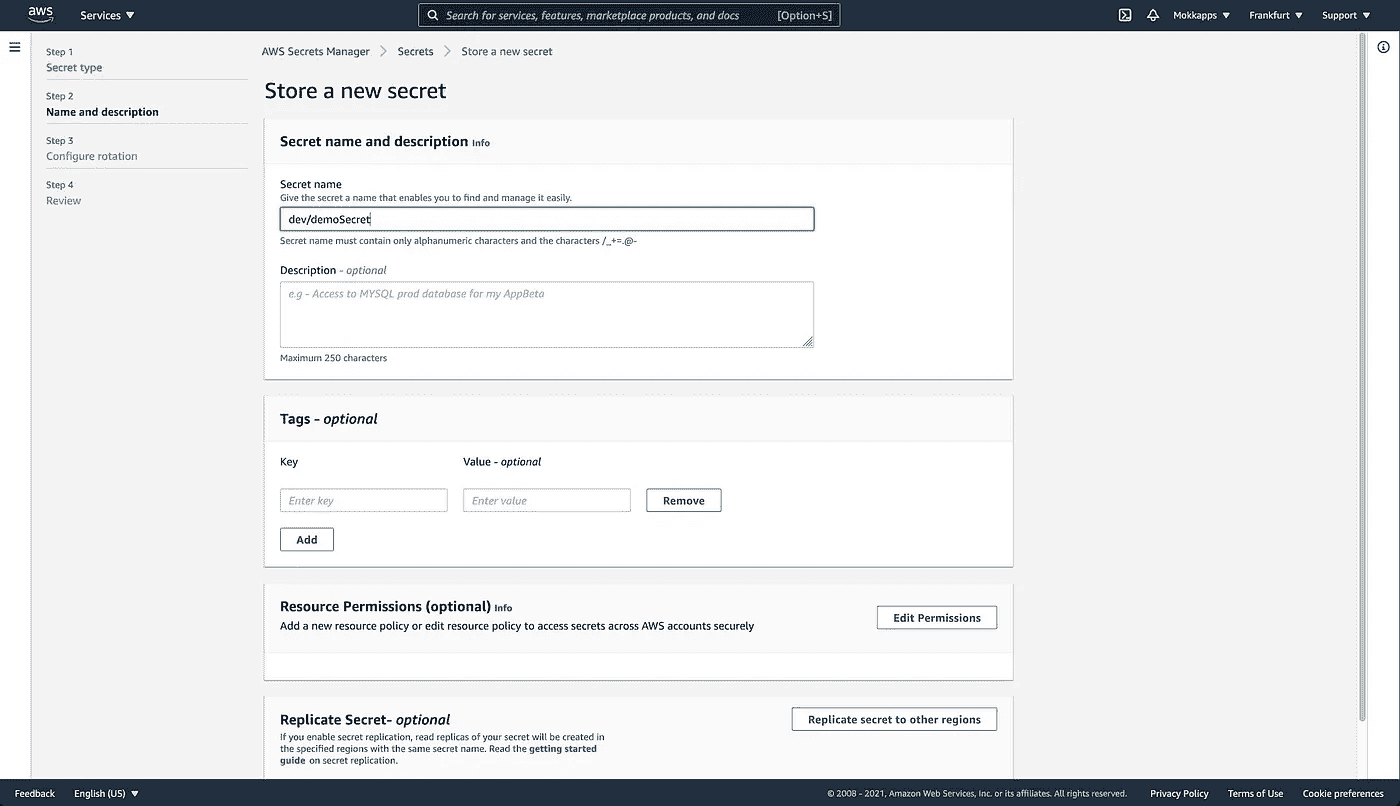 aws Services Search for services, features, marketplace products, and docs [Option+S] Mokkapps Frankfurt Support
Step 1
Secret type
Step 2
Name and description
Step 3
Configure rotation
Step 4
Review
AWS Secrets Manager Secrets Store a new secret
Store a new secret
Secret name and description Info
Secret name
Give the secret a name that enables you to find and manage it easily.
dev/demoSecret
Secret name must contain only alphanumeric characters and the characters /_+=.@-
Description - optional
e.g - Access to MYSQL prod database for my AppBeta
Maximum 250 characters
Tags - optional
Key Value - optional
Enter key Enter value Remove
Add
Resource Permissions (optional) Info
Add a new resource policy or edit resource policy to access secrets across AWS accounts securely
Edit Permissions
Replicate Secret- optional
If you enable secret replication, read replicas of your secret will be created in
the specified regions with the same secret name. Read the getting started
guide on secret replication.
Replicate secret to other regions
Feedback English (US) © 2008 - 2021, Amazon Web Services, Inc. or its affiliates. All rights reserved. Privacy Policy Terms of Use Cookie preferences